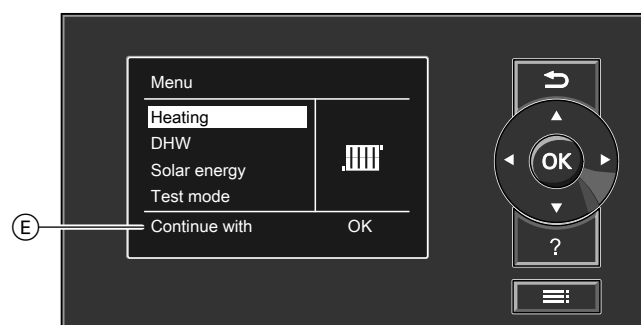 Menu
Heating
DHW
Solar energy
Test mode
E
Continue with OK
OK
?